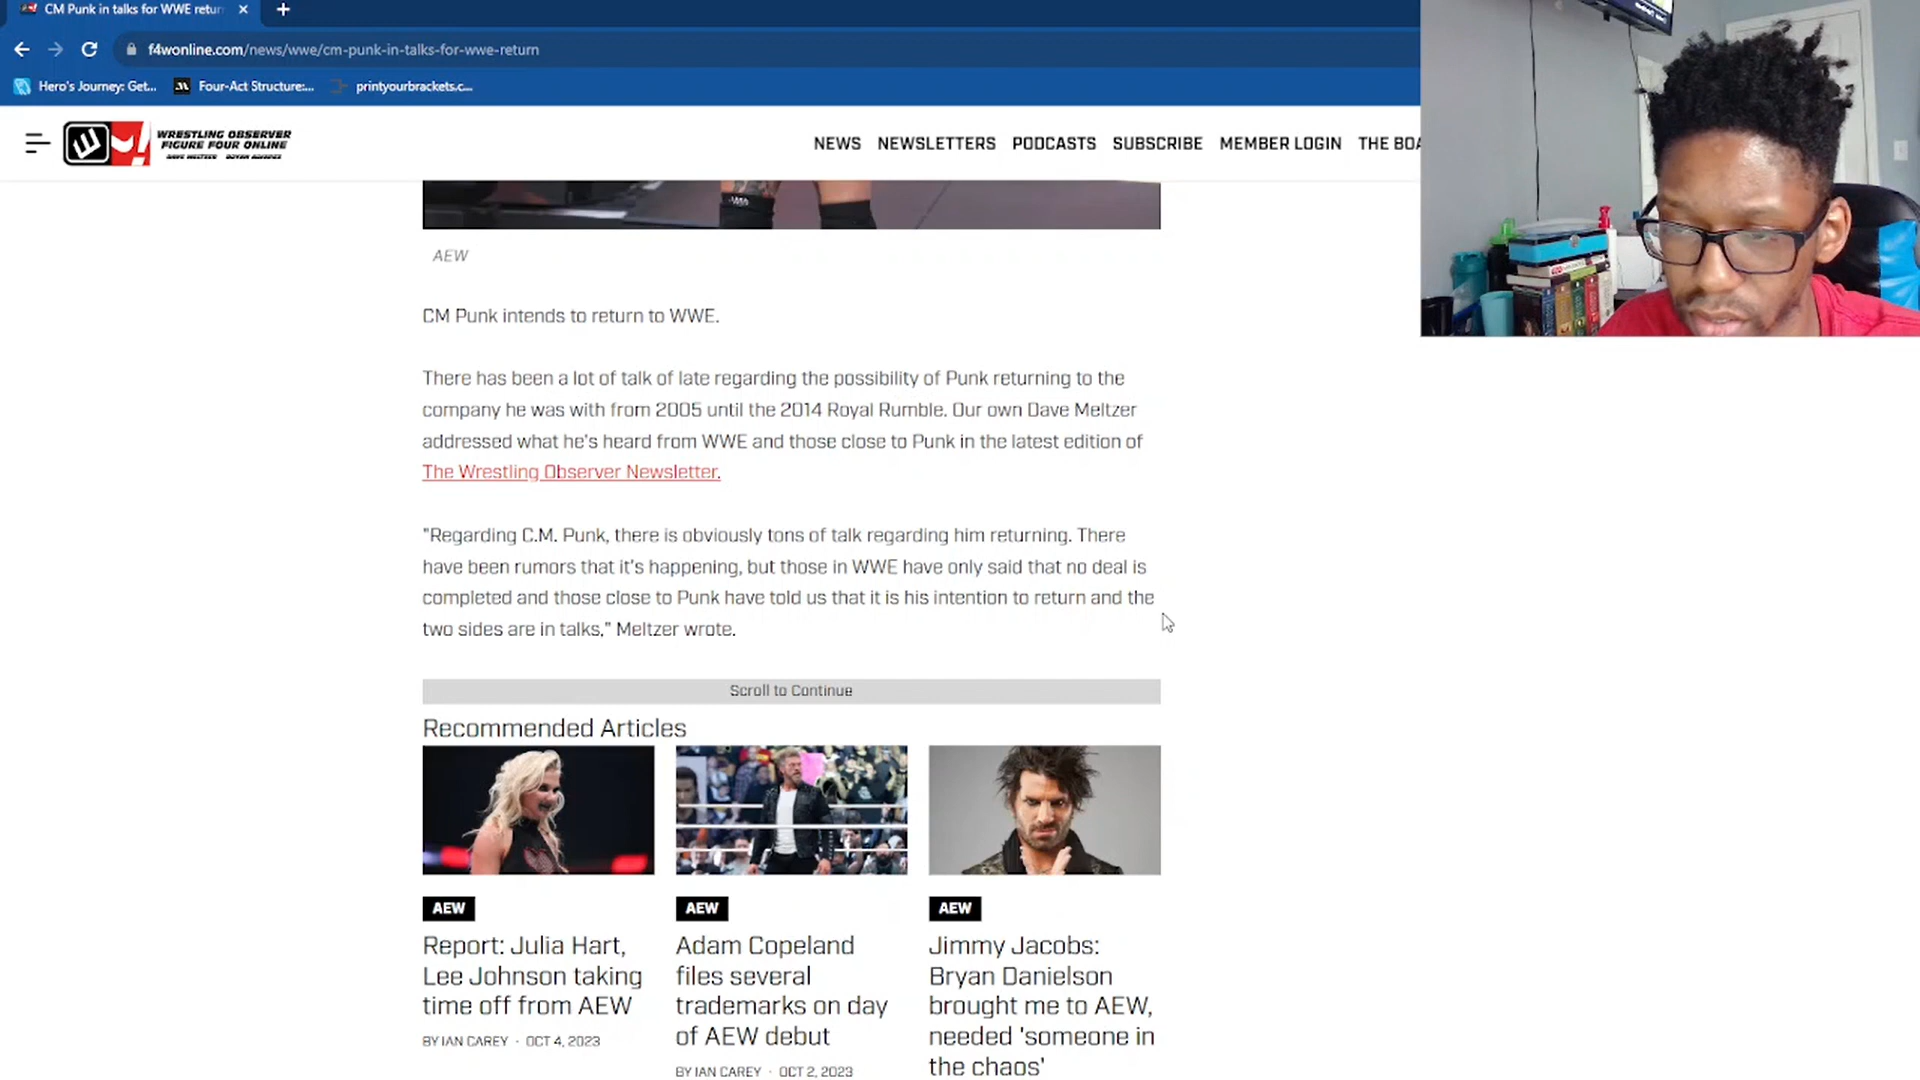 CM Punk in talks for WWE retur
f4wonline.com/news/wwe/cm-punk-in-talks-for-wwe-return
Hero's Journey: Get...
Four-Act Structure:...
printyourbrackets.c...
WRESTLING OBSERVER
FIGURE FOUR ONLINE
NEWS NEWSLETTERS PODCASTS SUBSCRIBE MEMBER LOGIN THE BOA
AEW
CM Punk intends to return to WWE.
There has been a lot of talk of late regarding the possibility of Punk returning to the
company he was with from 2005 until the 2014 Royal Rumble. Our own Dave Meltzer
addressed what he's heard from WWE and those close to Punk in the latest edition of
The Wrestling Observer Newsletter.
"Regarding C.M. Punk, there is obviously tons of talk regarding him returning. There
have been rumors that it's happening, but those in WWE have only said that no deal is
completed and those close to Punk have told us that it is his intention to return and the
two sides are in talks," Meltzer wrote.
Scroll to Continue
Recommended Articles
AEW
Report: Julia Hart,
Lee Johnson taking
time off from AEW
BY IAN CAREY · OCT 4, 2023
AEW
Adam Copeland
files several
trademarks on day
of AEW debut
BY IAN CAREY · OCT 2, 2023
AEW
Jimmy Jacobs:
Bryan Danielson
brought me to AEW,
needed 'someone in
the chaos'